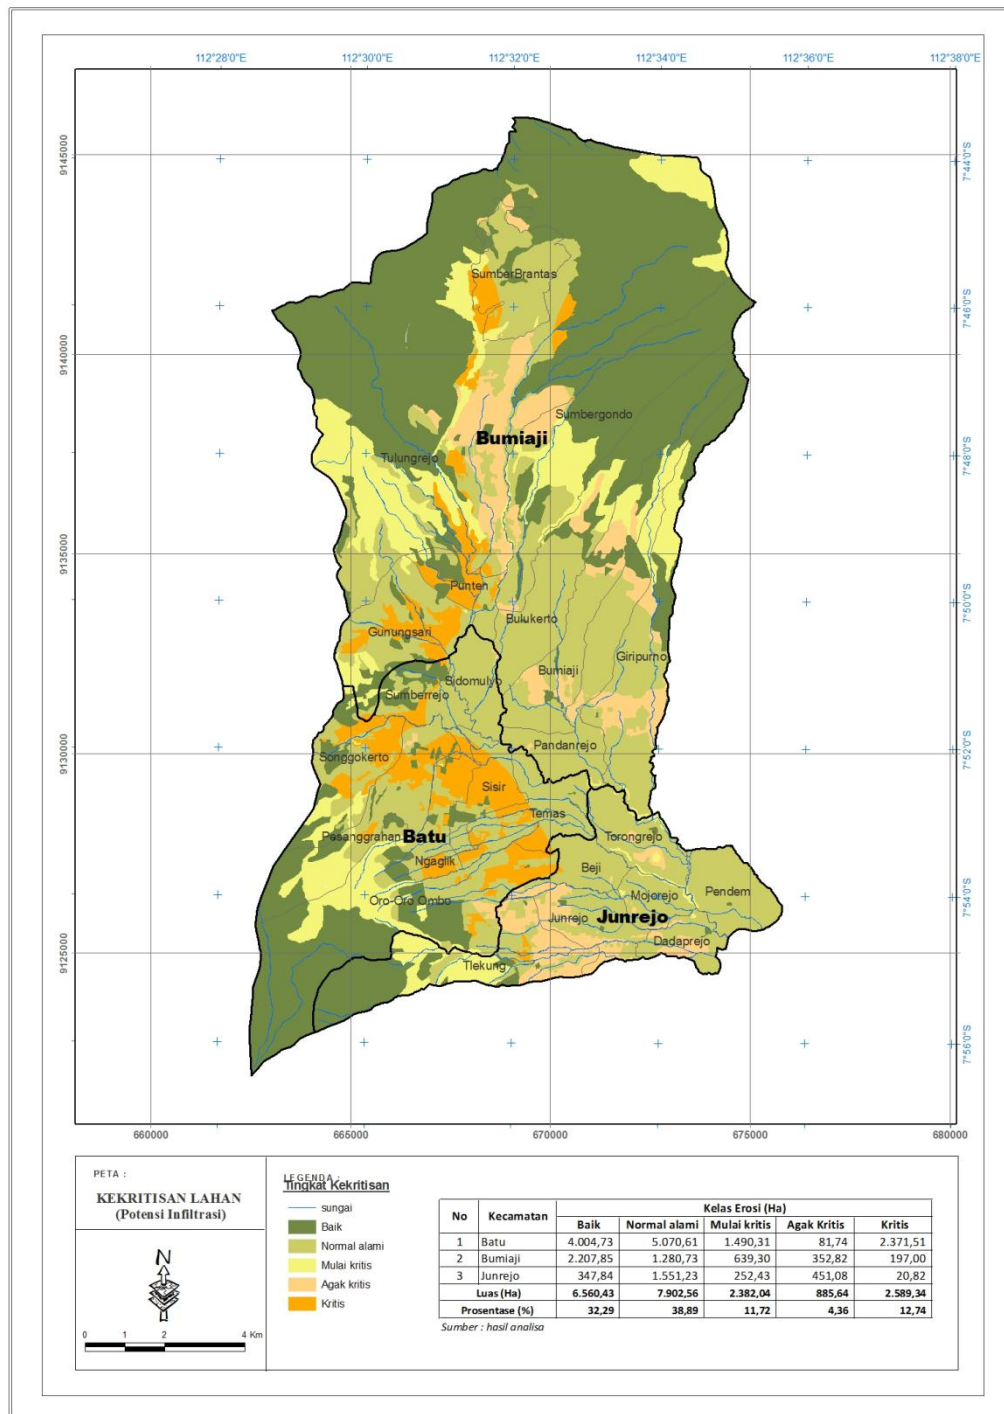 112°28'0"E 112°30'0"E 112°32'0"E 112°34'0"E 112°36'0"E 112°38'0"E
9145000
7°44'0"S
SumberBrantas
7°46'0"S
9140000
Sumbergondo
Bumiaji
Tulungrejo
7°48'0"S
9135000
Punten
7°50'0"S
Bulukerto
Gunungsari
Giripurno
Bumiaji
Sidomulyo
Sumberrejo
Pandanrejo
7°52'0"S
9130000
Songgokerto
Sisir
Temas
Pesanggrahan
Batu
Torongrejo
Ngaglik
Beji
Pendem
Mojorejo
7°54'0"S
Oro-Oro Ombo
Junrejo
Junrejo
Dadaprejo
9125000
Tlekung
7°56'0"S
660000 665000 670000 675000 680000
PETA :
KEKRITISAN LAHAN
(Potensi Infiltrasi)
N
0 1 2 4 Km
LEGENDA :
Tingkat Kekritisan
sungai
Baik
Normal alami
Mulai kritis
Agak kritis
Kritis
No Kecamatan Kelas Erosi (Ha)
Baik Normal alami Mulai kritis Agak Kritis Kritis
1 Batu 4.004,73 5.070,61 1.490,31 81,74 2.371,51
2 Bumiaji 2.207,85 1.280,73 639,30 352,82 197,00
3 Junrejo 347,84 1.551,23 252,43 451,08 20,82
Luas (Ha) 6.560,43 7.902,56 2.382,04 885,64 2.589,34
Prosentase (%) 32,29 38,89 11,72 4,36 12,74
Sumber : hasil analisa